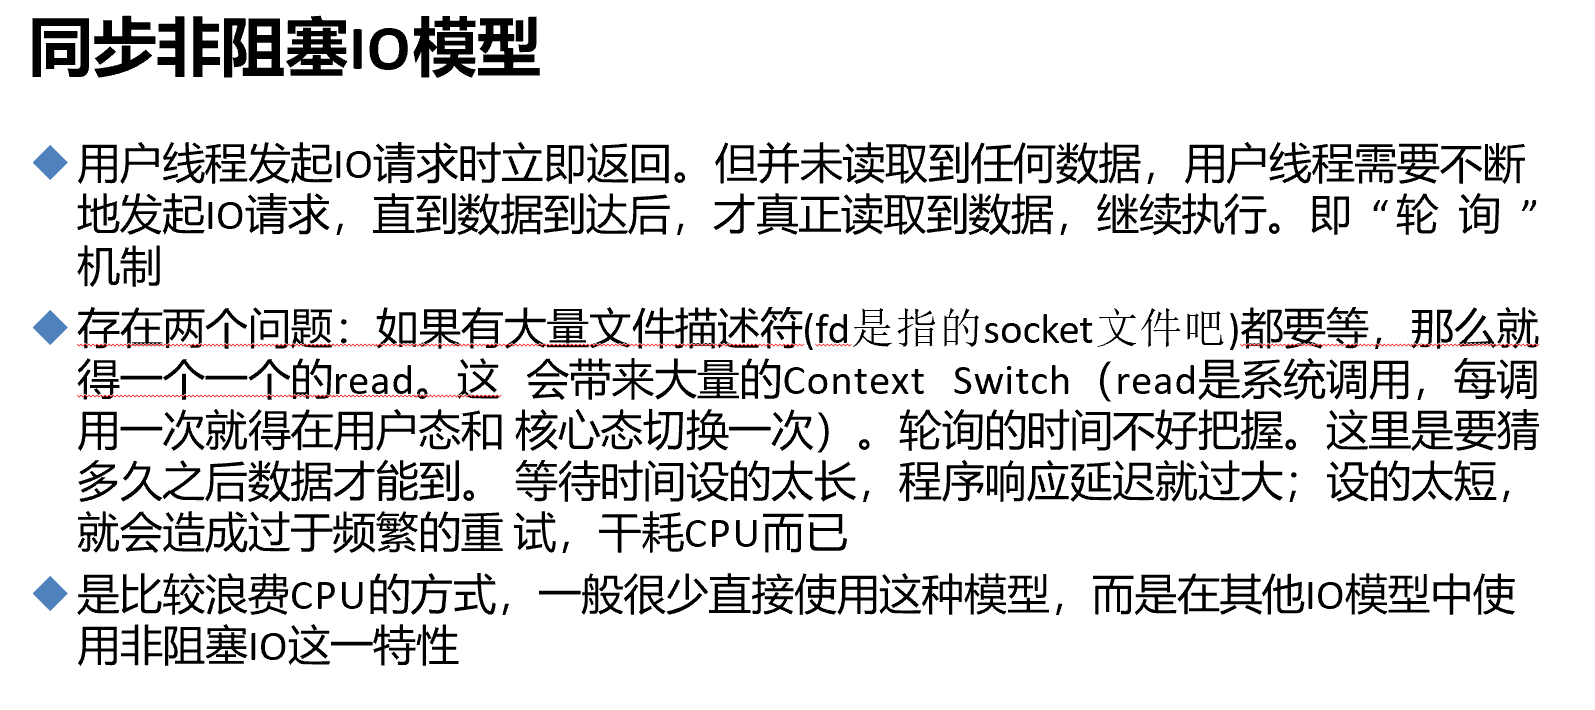 同步非阻塞IO模型
用户线程发起IO请求时立即返回。但并未读取到任何数据，用户线程需要不断
地发起IO请求，直到数据到达后，才真正读取到数据，继续执行。即“轮 询 ”
机制
存在两个问题：如果有大量文件描述符(fd是指的socket文件吧)都要等，那么就
得一个一个的read。这 会带来大量的Context Switch（read是系统调用，每调
用一次就得在用户态和 核心态切换一次）。轮询的时间不好把握。这里是要猜
多久之后数据才能到。 等待时间设的太长，程序响应延迟就过大；设的太短，
就会造成过于频繁的重 试，干耗CPU而已
是比较浪费CPU的方式，一般很少直接使用这种模型，而是在其他IO模型中使
用非阻塞IO这一特性